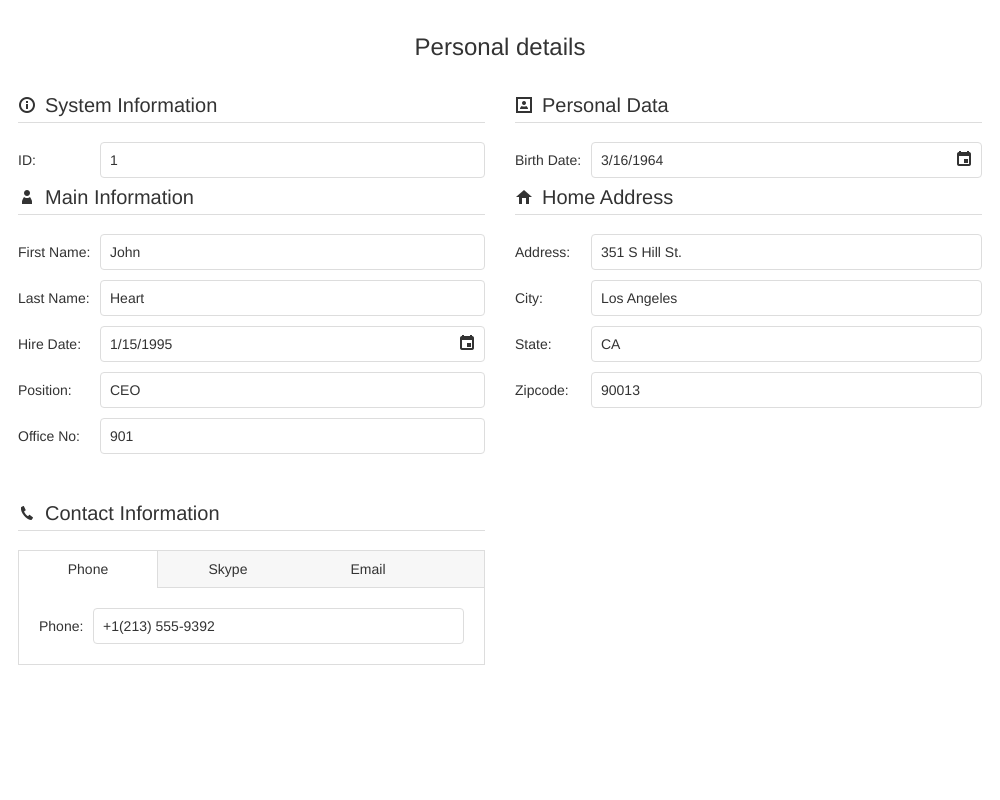 Personal details
System Information
ID: 1
Main Information
First Name: John
Last Name: Heart
Hire Date: 1/15/1995
Position: CEO
Office No: 901
Contact Information
Phone Skype Email
Phone: +1(213) 555-9392
Personal Data
Birth Date: 3/16/1964
Home Address
Address: 351 S Hill St.
City: Los Angeles
State: CA
Zipcode: 90013